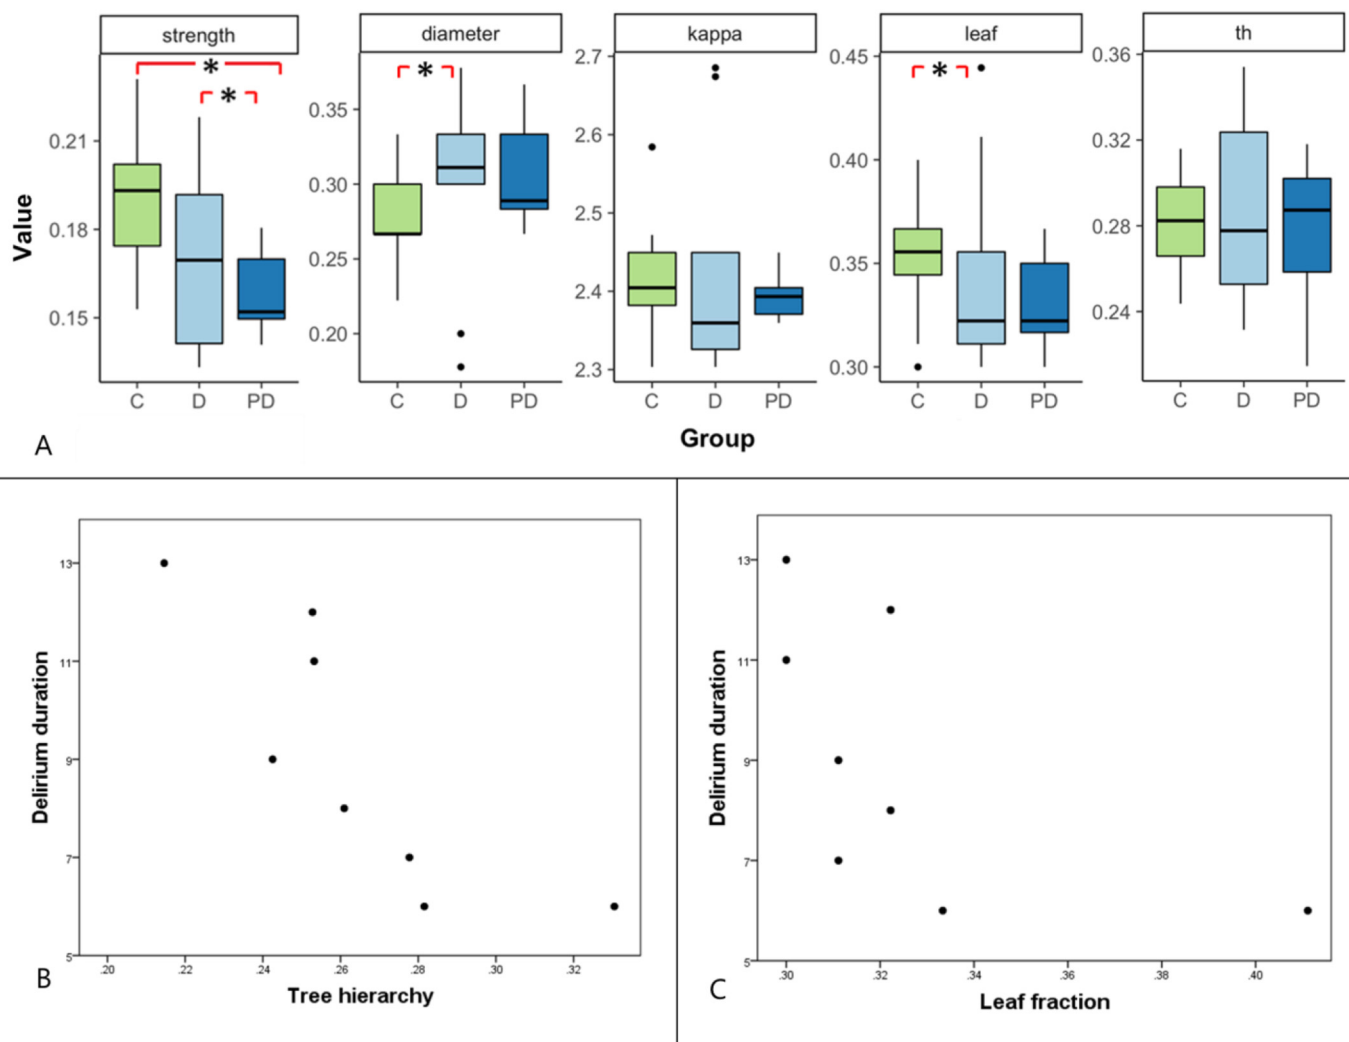 strength diameter kappa leaf th
* * * *
Value
0.21
0.18
0.15
0.35
0.30
0.25
0.20
2.7
2.6
2.5
2.4
2.3
0.45
0.40
0.35
0.30
0.36
0.32
0.28
0.24
C D PD C D PD C D PD C D PD C D PD
Group
A
Delirium duration
13
11
9
7
5
.20 .22 .24 .26 .28 .30 .32
Tree hierarchy
B
Delirium duration
13
11
9
7
5
.30 .32 .34 .36 .38 .40
Leaf fraction
C